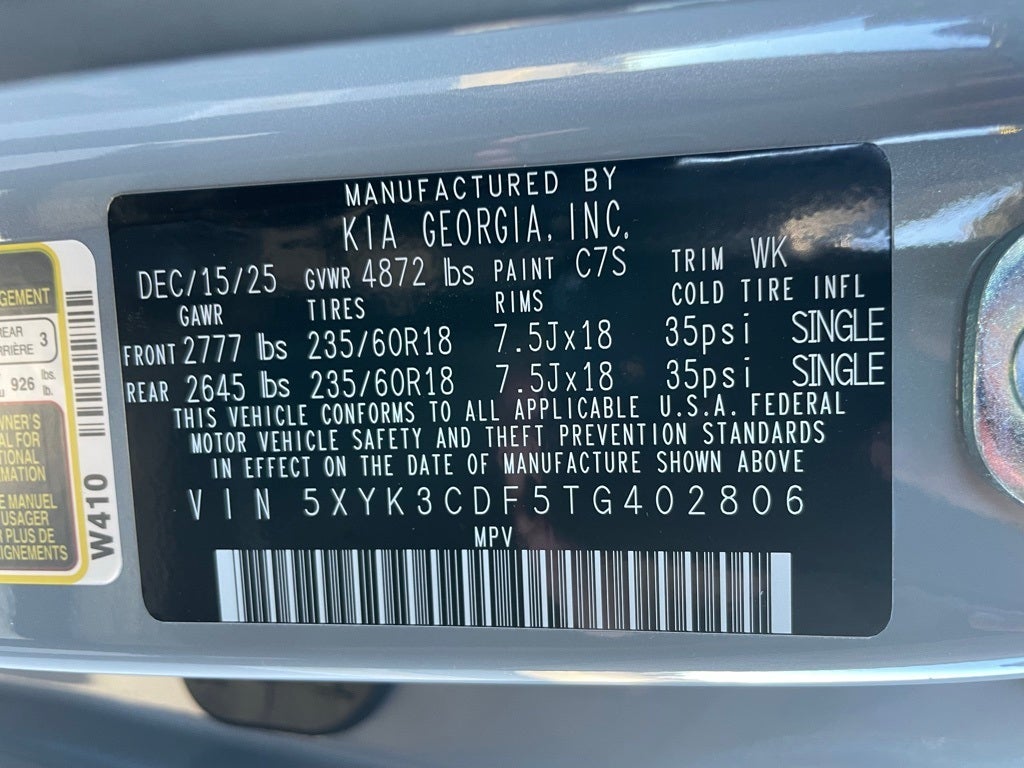 MANUFACTURED BY
KIA GEORGIA, INC.
DEC/15/25 GVWR 4872 lbs PAINT C7S TRIM WK
GAWR TIRES RIMS COLD TIRE INFL
FRONT 2777 lbs 235/60R18 7.5Jx18 35psi SINGLE
REAR 2645 lbs 235/60R18 7.5Jx18 35psi SINGLE
THIS VEHICLE CONFORMS TO ALL APPLICABLE U.S.A. FEDERAL
MOTOR VEHICLE SAFETY AND THEFT PREVENTION STANDARDS
IN EFFECT ON THE DATE OF MANUFACTURE SHOWN ABOVE
VIN 5XYK3CDF5TG402806
MPV
REAR 3
926 lbs. lb.
W410